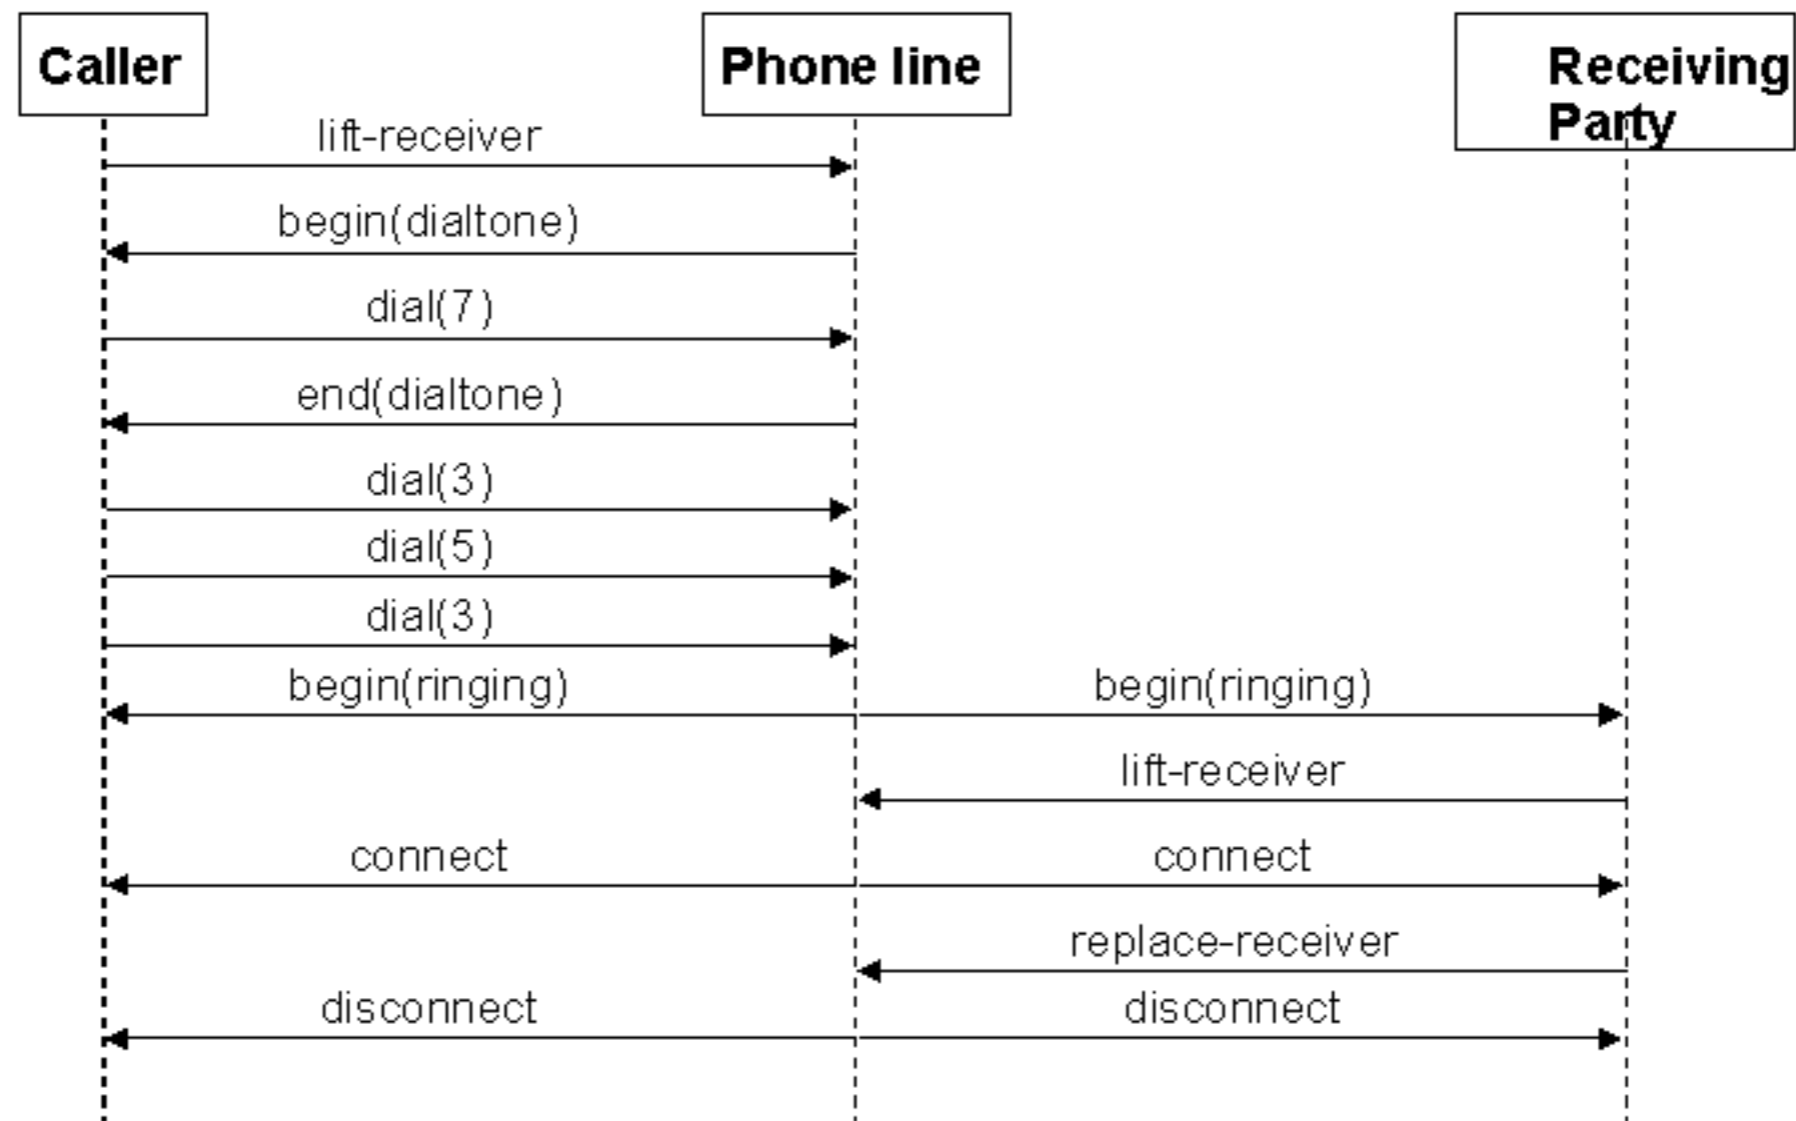 Caller
Phone line
Receiving
Party
lift-receiver
begin(dialtone)
dial(7)
end(dialtone)
dial(3)
dial(5)
dial(3)
begin(ringing)
begin(ringing)
lift-receiver
connect
connect
replace-receiver
disconnect
disconnect